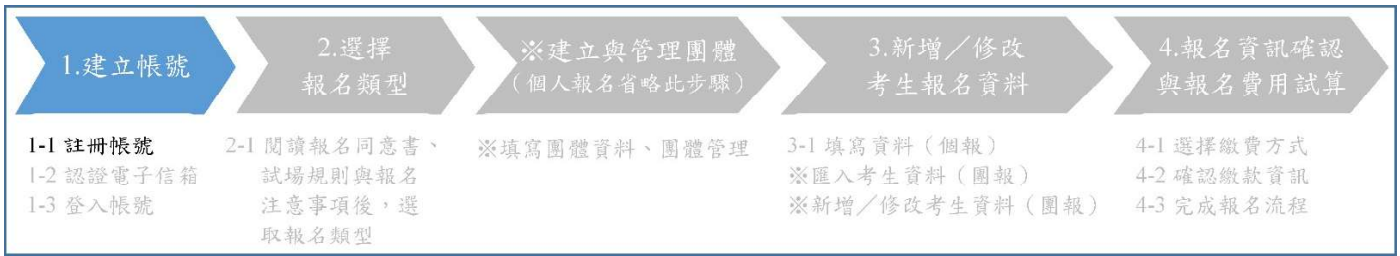 1.建立帳號
2.選擇
報名類型
※建立與管理團體
（個人報名省略此步驟）
3.新增／修改
考生報名資料
4.報名資訊確認
與報名費用試算
1-1 註冊帳號
1-2 認證電子信箱
1-3 登入帳號
2-1 閱讀報名同意書、
試場規則與報名
注意事項後，選
取報名類型
※填寫團體資料、團體管理
3-1 填寫資料（個報）
※匯入考生資料（團報）
※新增／修改考生資料（團報）
4-1 選擇繳費方式
4-2 確認繳款資訊
4-3 完成報名流程